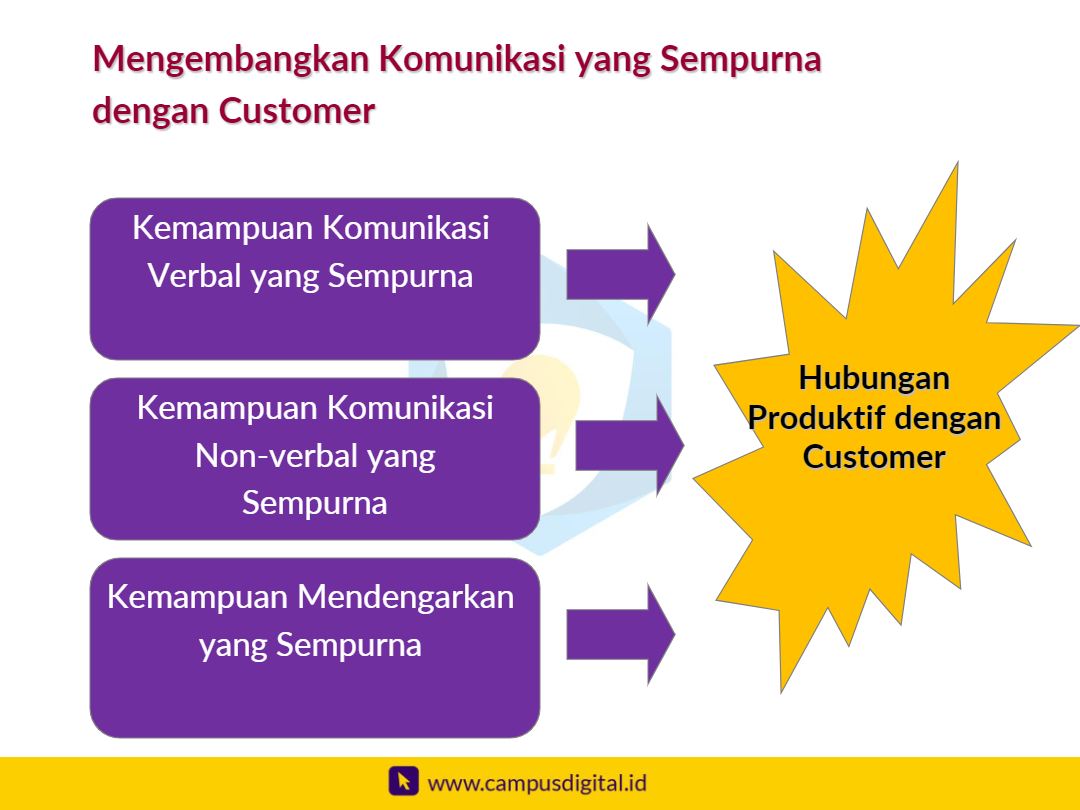 Mengembangkan Komunikasi yang Sempurna
dengan Customer
Kemampuan Komunikasi
Verbal yang Sempurna
Kemampuan Komunikasi
Non-verbal yang
Sempurna
Kemampuan Mendengarkan
yang Sempurna
Hubungan
Produktif dengan
Customer
www.campusdigital.id